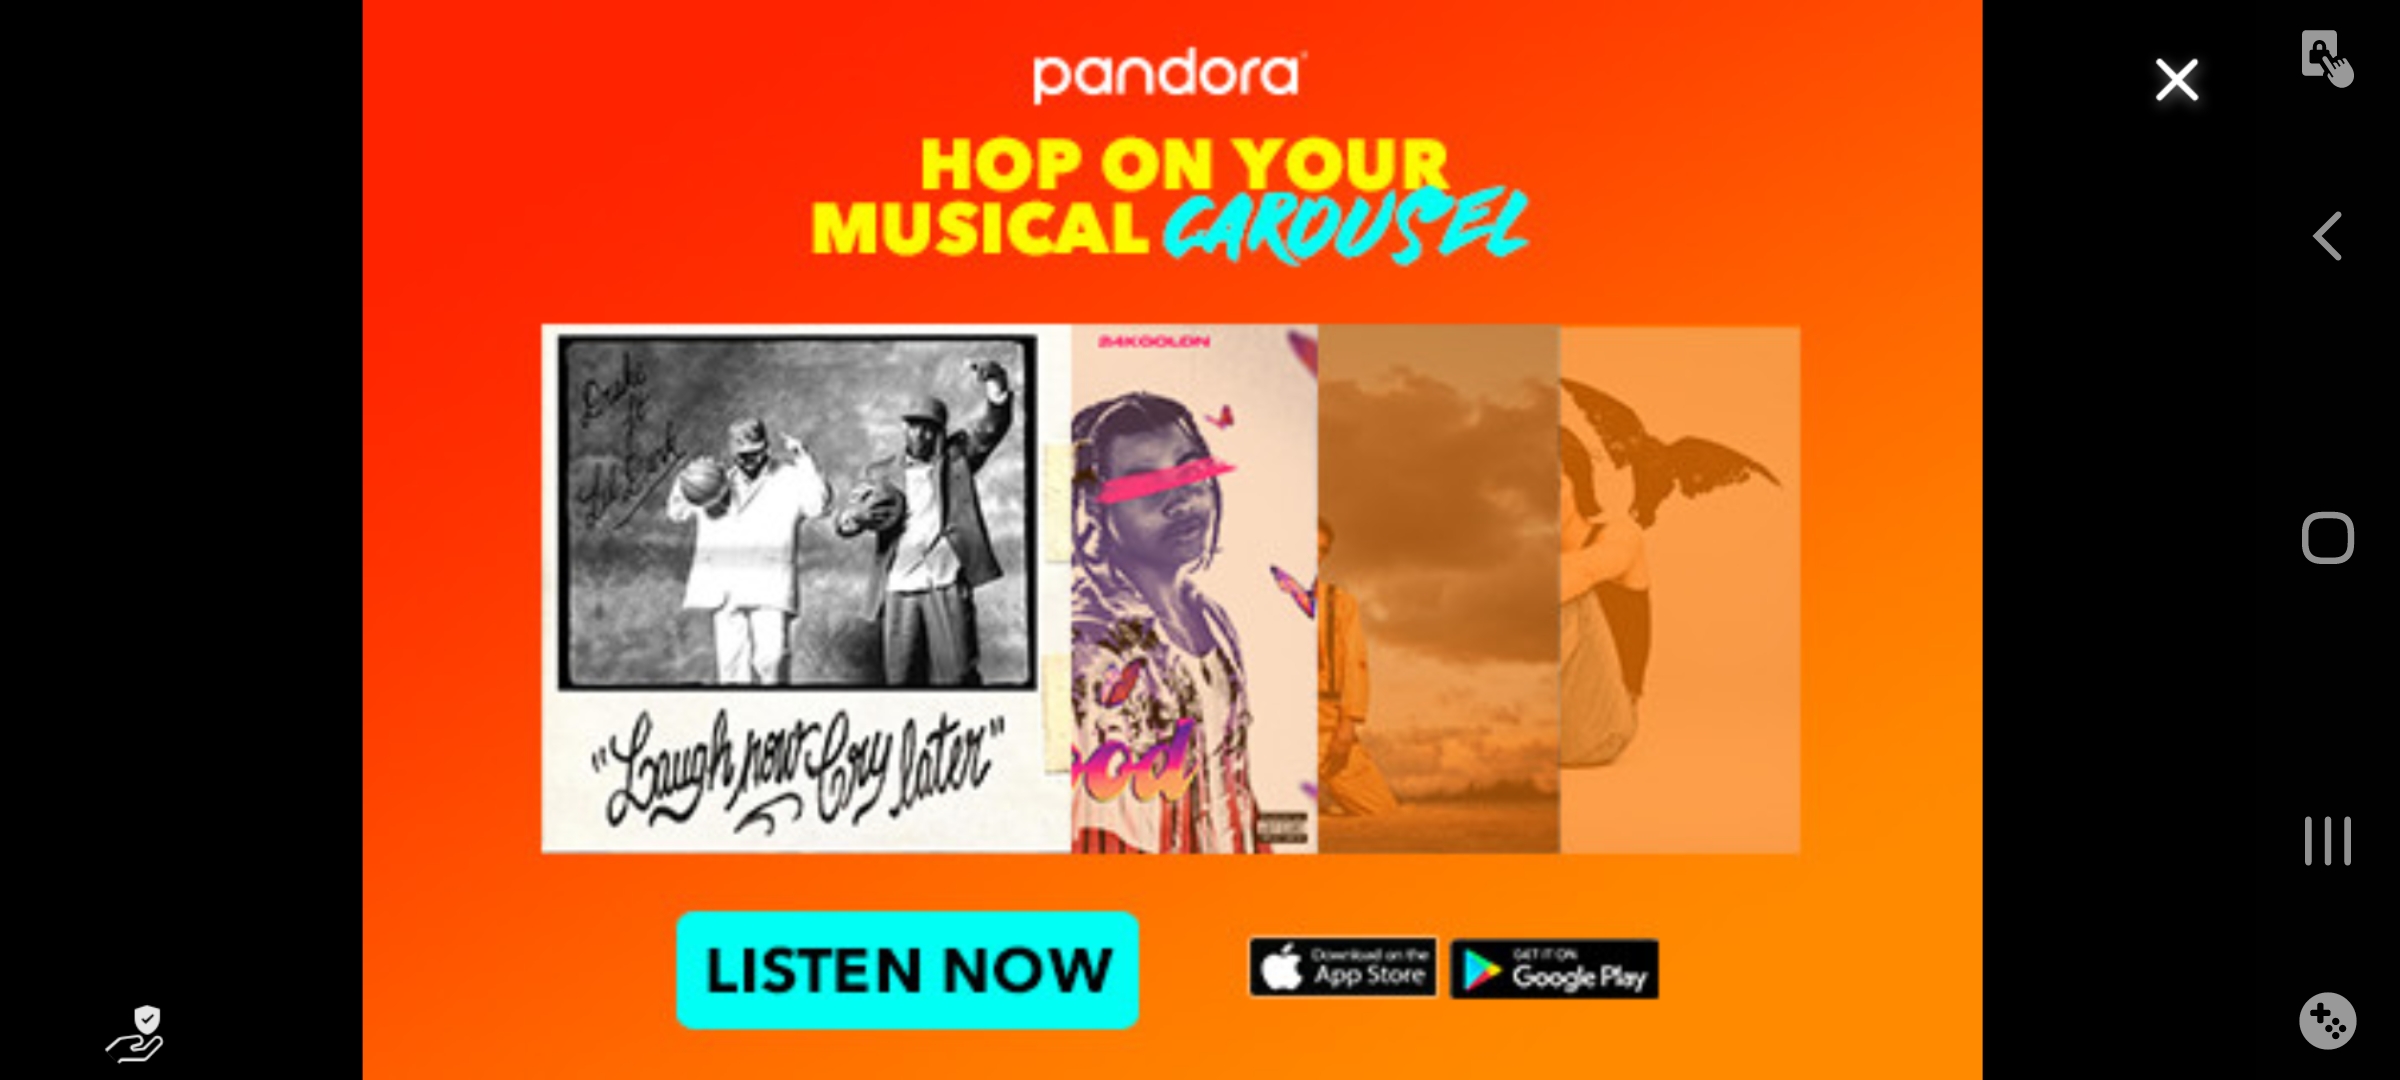 pandora
HOP ON YOUR
MUSICAL CAROUSEL
24KGOLDN
Drake
ft
Lil Durk
"Laugh now Cry later"
ood
LISTEN NOW
Download on the
App Store
GET IT ON
Google Play